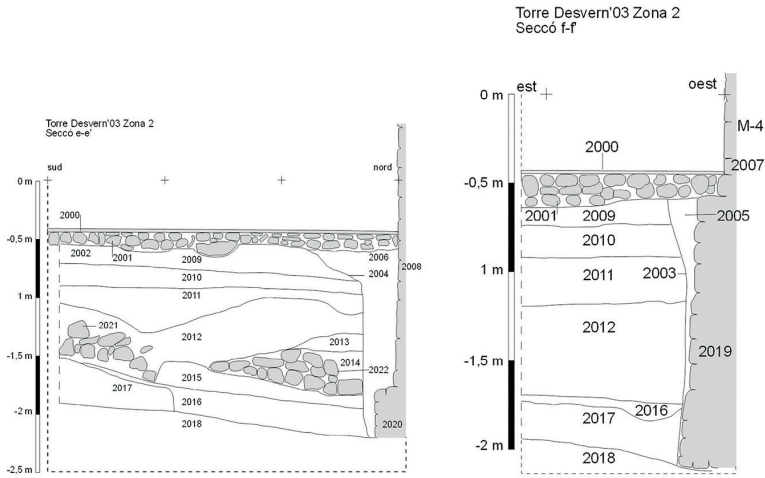 Torre Desvern'03 Zona 2
Seccó e-e'
sud
nord
0 m
2000
-0,5 m
2002
2001
2009
2006
2004
2008
2010
2011
-1 m
2021
2012
2013
-1,5 m
2014
2022
2015
2017
2016
-2 m
2018
2020
-2,5 m
Torre Desvern'03 Zona 2
Seccó f-f'
est
oest
0 m
M-4
2000
2007
-0,5 m
2001
2009
2005
2010
1 m
2011
2003
2012
-1,5 m
2019
2016
2017
-2 m
2018